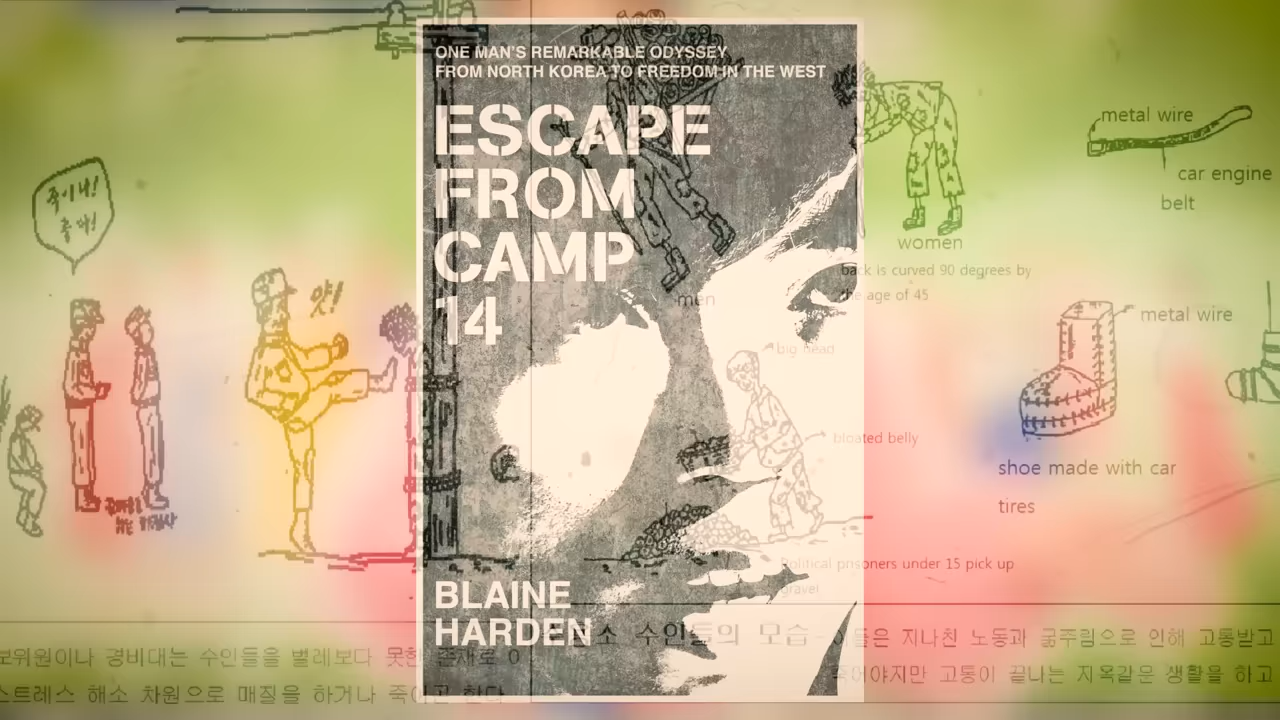 ONE MAN'S REMARKABLE ODYSSEY
FROM NORTH KOREA TO FREEDOM IN THE WEST
ESCAPE
FROM
CAMP
14
BLAINE
HARDEN
죽이나!
얏!
men
women
back is curved 90 degrees by
the age of 45
metal wire
car engine
belt
metal wire
shoe made with car
tires
big head
bloated belly
Political prisoners under 15 pick up
gravel
보위원이나 경비대는 수인들을 벌레보다 못한 존재로
스트레스 해소 차원으로 매질을 하거나 죽이곤 한다
소 수인들의 모습
들은 지나친 노동과 굶주림으로 인해 고통받고
죽어야지만 고통이 끝나는 지옥같은 생활을 하고